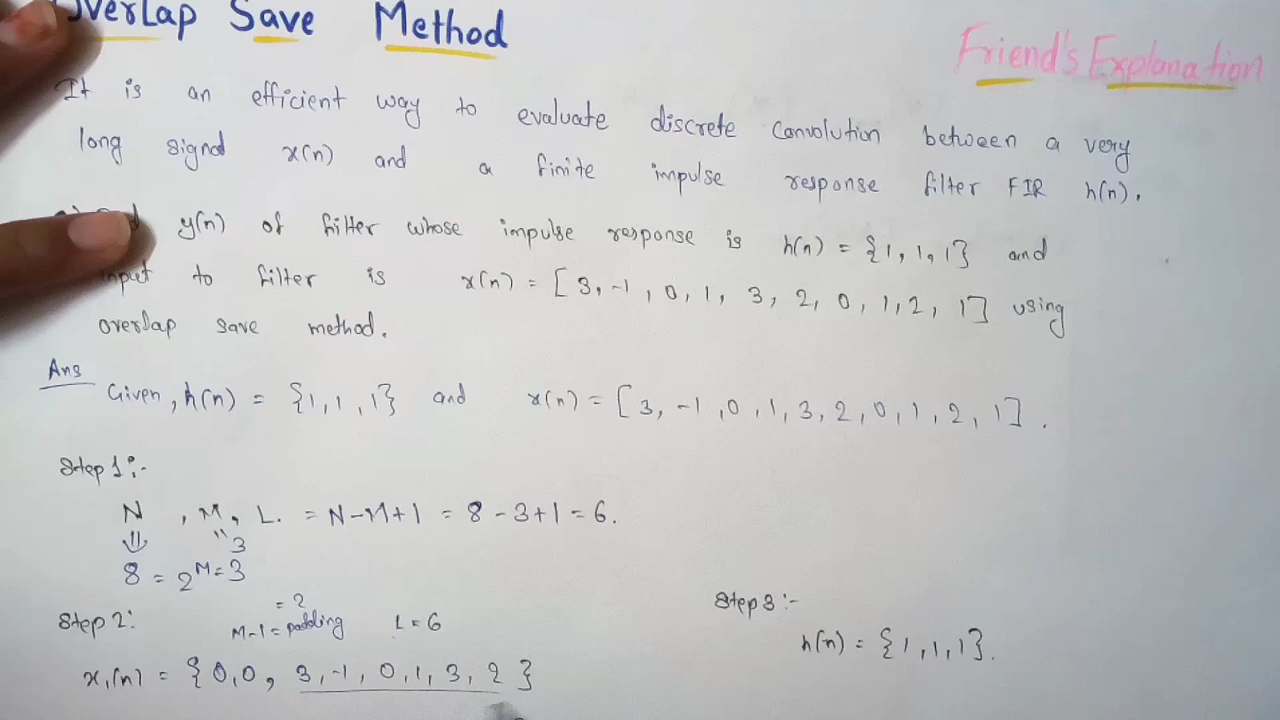 OverLap Save Method
Friend's Explanation
It is an efficient way to evaluate discrete Convolution between a very
long signal x(n) and a finite impulse response filter FIR h(n).
y(n) of filter whose impulse response is h(n) = {1, 1, 1} and
input to filter is x(n) = [3, -1, 0, 1, 3, 2, 0, 1, 2, 1] using
overlap save method.
Ans
Given, h(n) = {1, 1, 1} and x(n) = [3, -1, 0, 1, 3, 2, 0, 1, 2, 1].
Step 1:-
N , M, L. = N-M+1 = 8-3+1 = 6.
⇓ " 3
8 = 2^M=3
Step 2:
= 2
M-1 = padding L = 6
x₁(n) = {0, 0, 3, -1, 0, 1, 3, 2}
Step 3:-
h(n) = {1, 1, 1}.